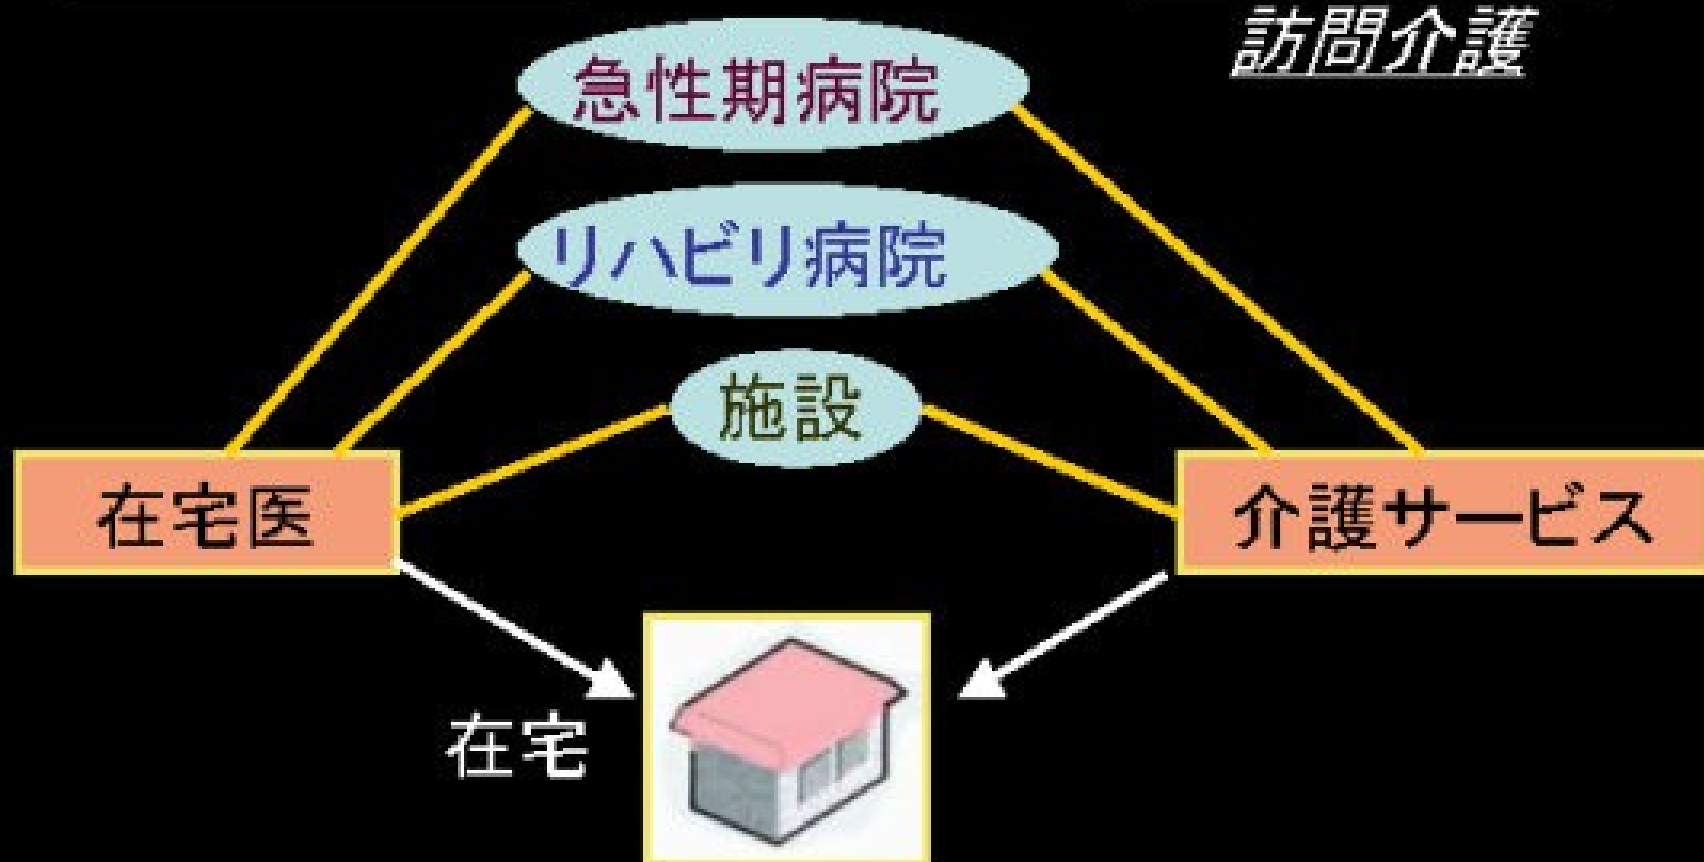 訪問介護
急性期病院
リハビリ病院
施設
在宅医
介護サービス
在宅